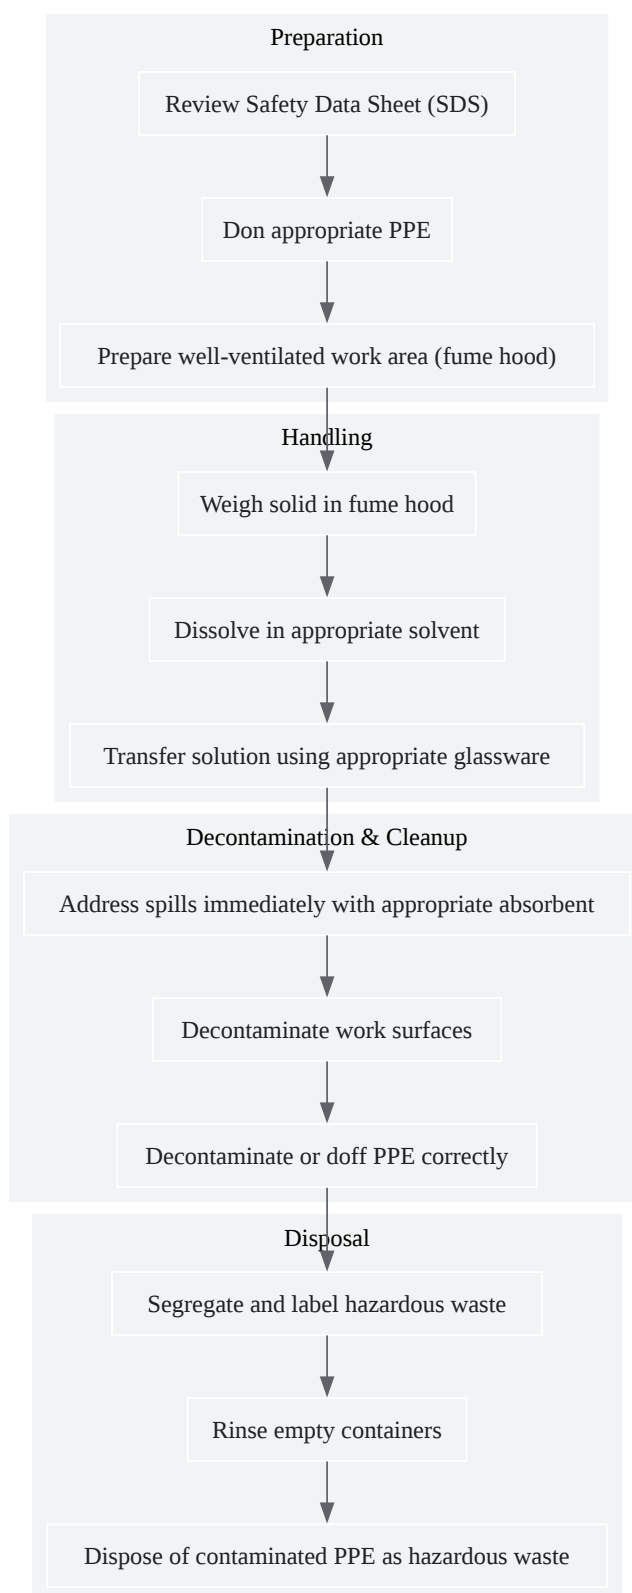 Preparation
Review Safety Data Sheet (SDS)
Don appropriate PPE
Prepare well-ventilated work area (fume hood)
Handling
Weigh solid in fume hood
Dissolve in appropriate solvent
Transfer solution using appropriate glassware
Decontamination & Cleanup
Address spills immediately with appropriate absorbent
Decontaminate work surfaces
Decontaminate or doff PPE correctly
Disposal
Segregate and label hazardous waste
Rinse empty containers
Dispose of contaminated PPE as hazardous waste